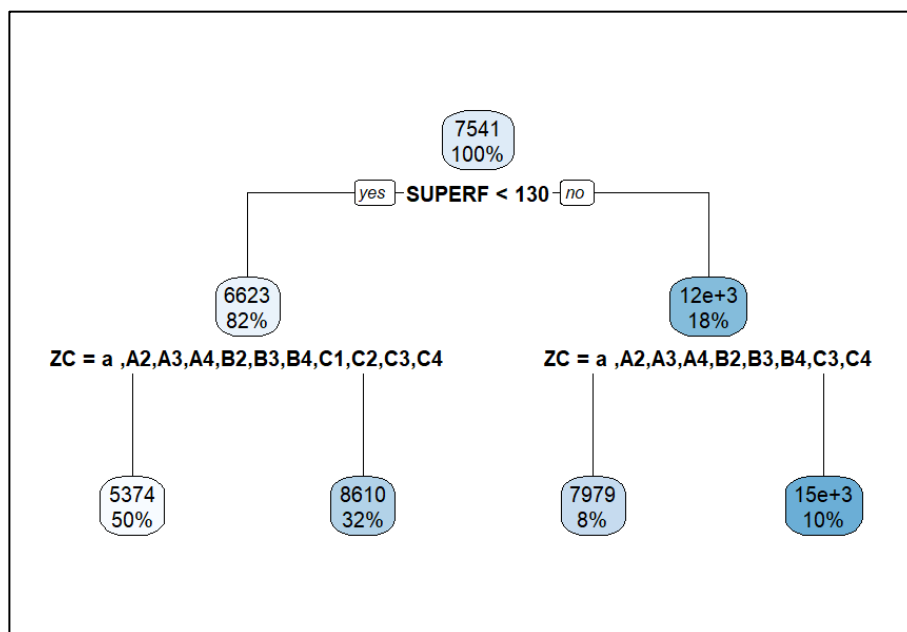 7541
100%
yes SUPERF < 130 no
6623
82%
12e+3
18%
ZC = a ,A2,A3,A4,B2,B3,B4,C1,C2,C3,C4
ZC = a ,A2,A3,A4,B2,B3,B4,C3,C4
5374
50%
8610
32%
7979
8%
15e+3
10%